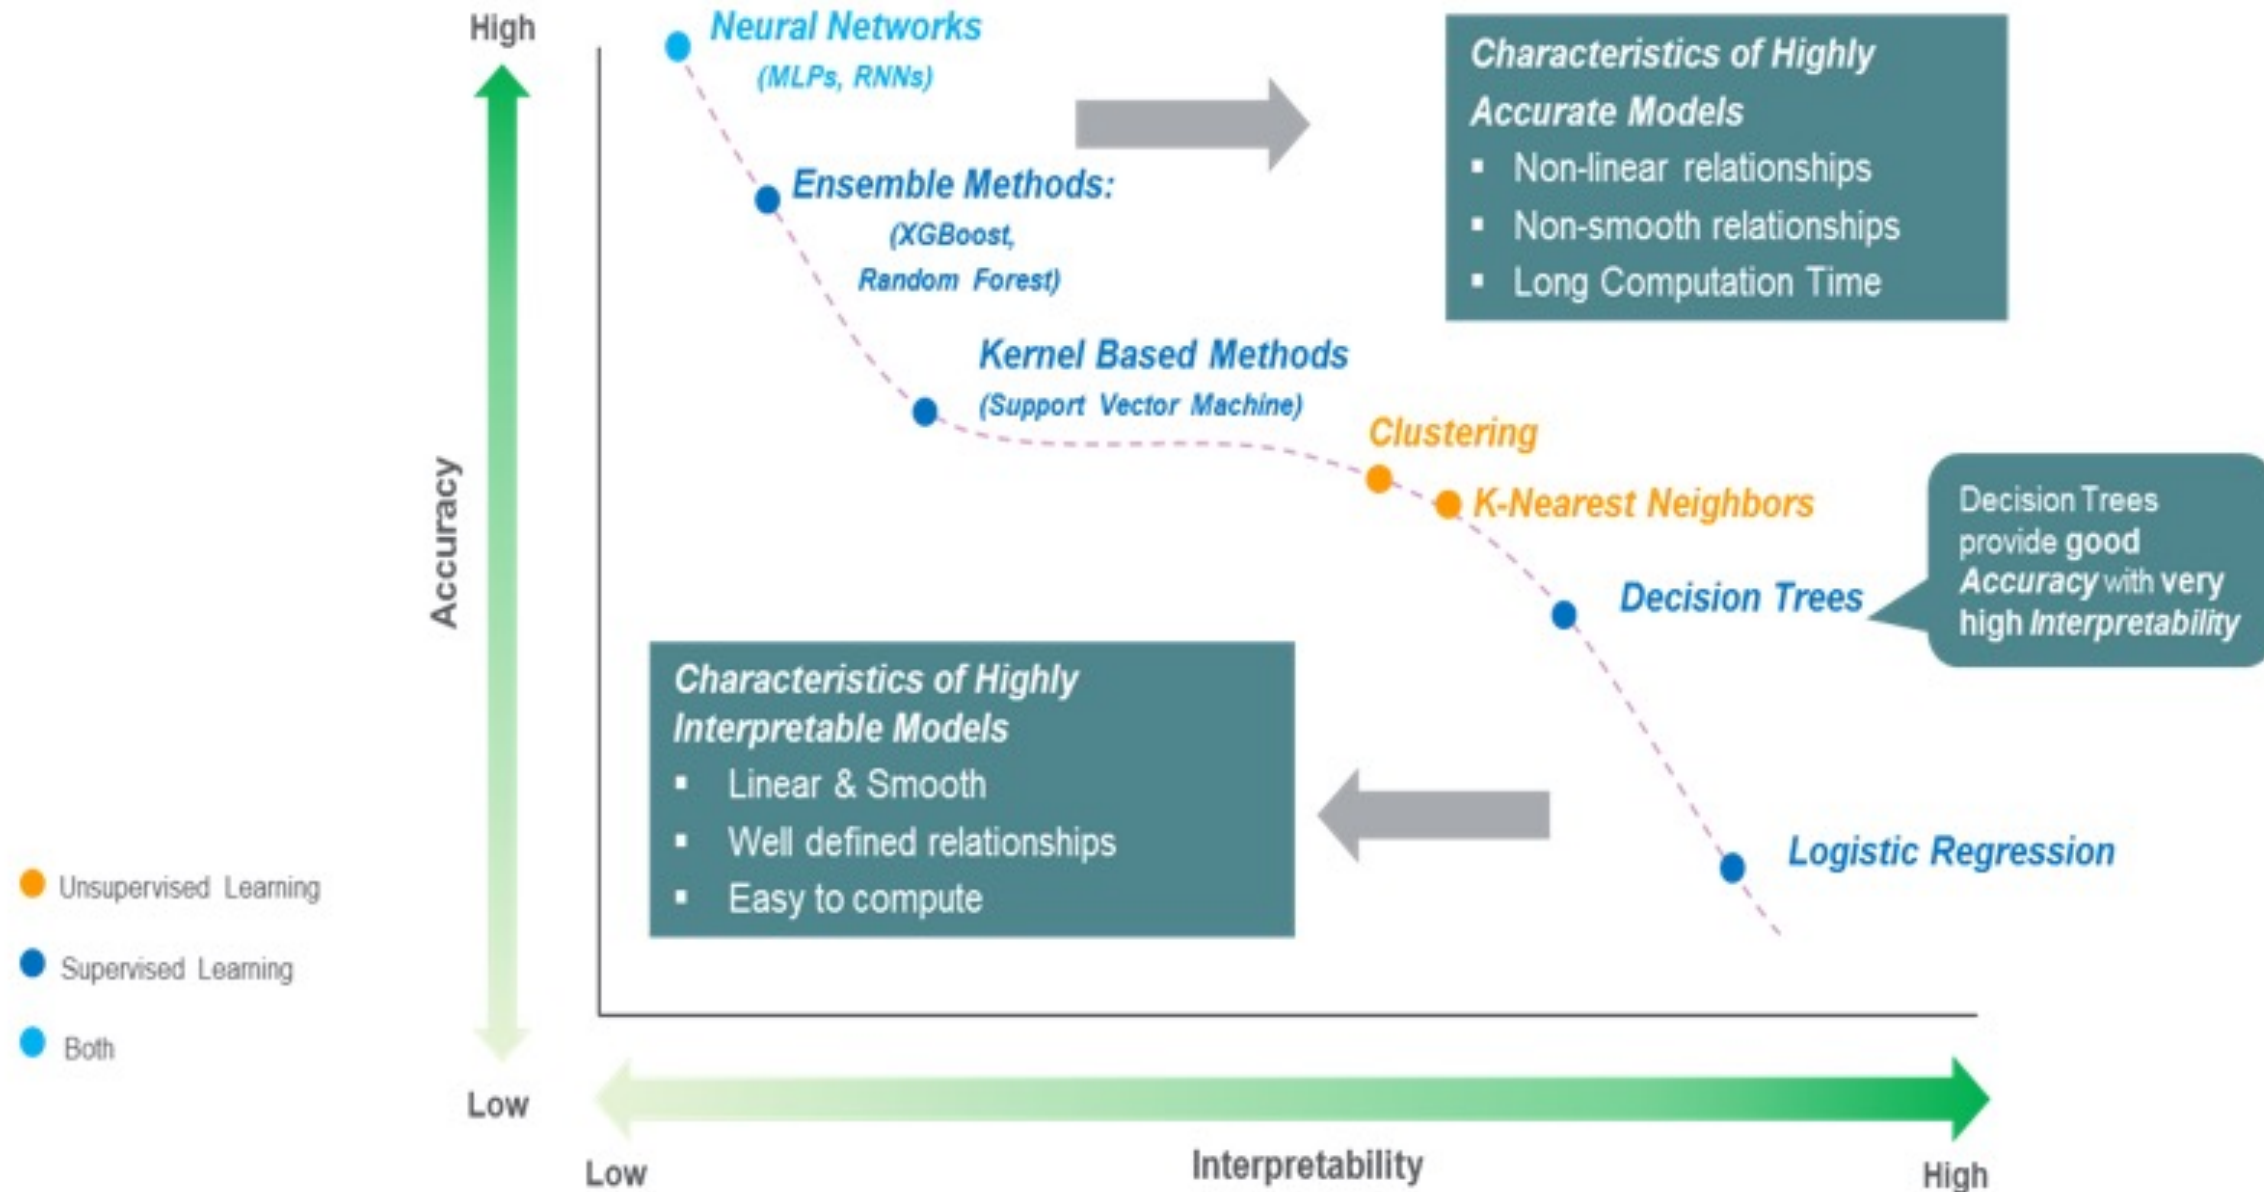 High
Neural Networks
(MLPs, RNNs)
Characteristics of Highly
Accurate Models
▪ Non-linear relationships
▪ Non-smooth relationships
▪ Long Computation Time
Ensemble Methods:
(XGBoost,
Random Forest)
Kernel Based Methods
(Support Vector Machine)
Clustering
K-Nearest Neighbors
Accuracy
Decision Trees
Decision Trees
provide good
Accuracy with very
high Interpretability
Characteristics of Highly
Interpretable Models
▪ Linear & Smooth
▪ Well defined relationships
▪ Easy to compute
Logistic Regression
Unsupervised Learning
Supervised Learning
Both
Low
Low
Interpretability
High